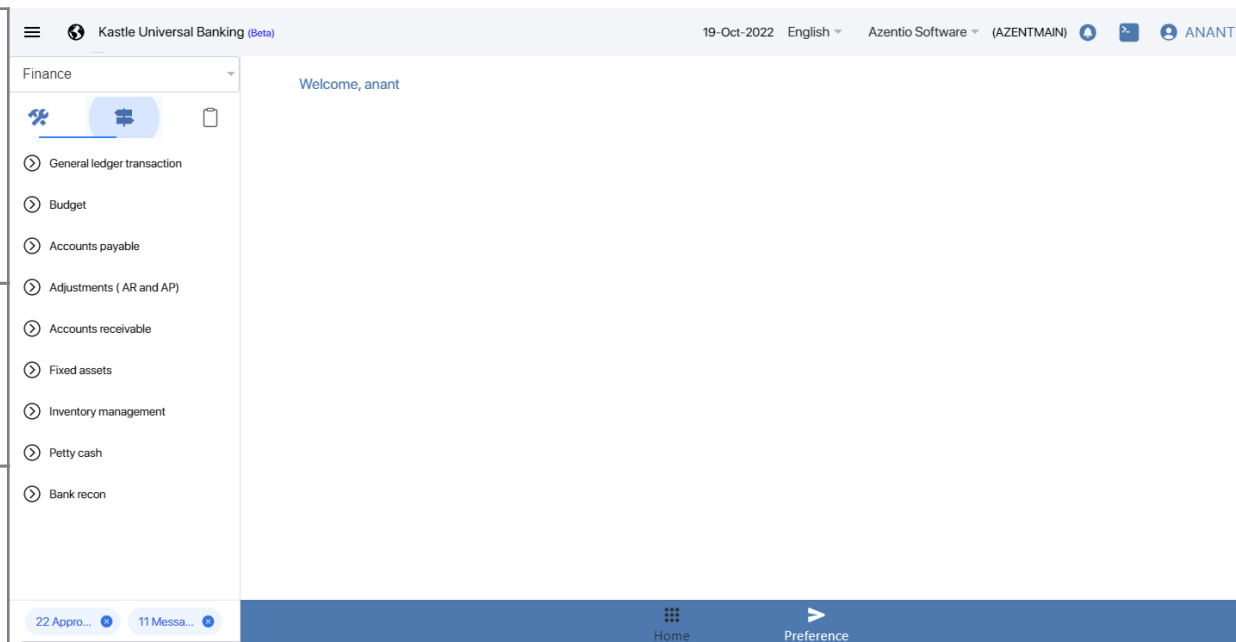 Kastle Universal Banking (Beta) 19-Oct-2022 English Azentio Software (AZENTMAIN) ANANT
Finance
Welcome, anant
General ledger transaction
Budget
Accounts payable
Adjustments ( AR and AP)
Accounts receivable
Fixed assets
Inventory management
Petty cash
Bank recon
22 Appro... 11 Messa...
Home Preference